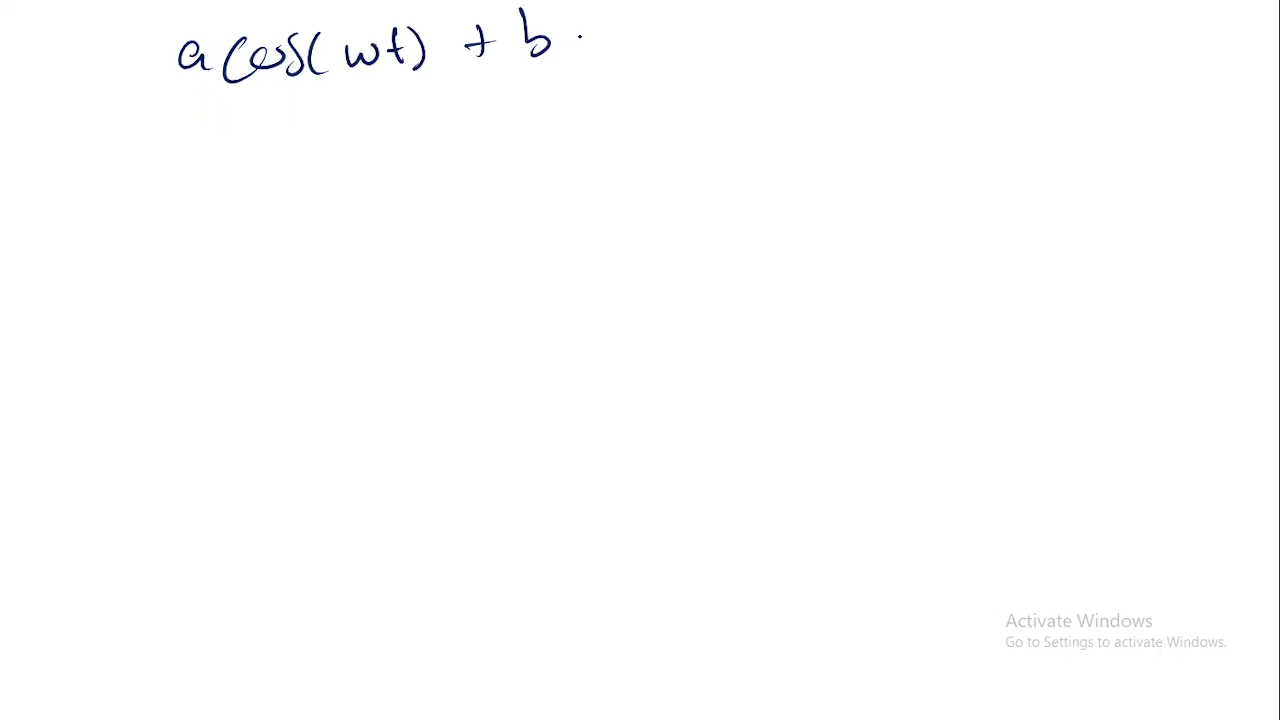 a cos(wt) + b .
Activate Windows
Go to Settings to activate Windows.